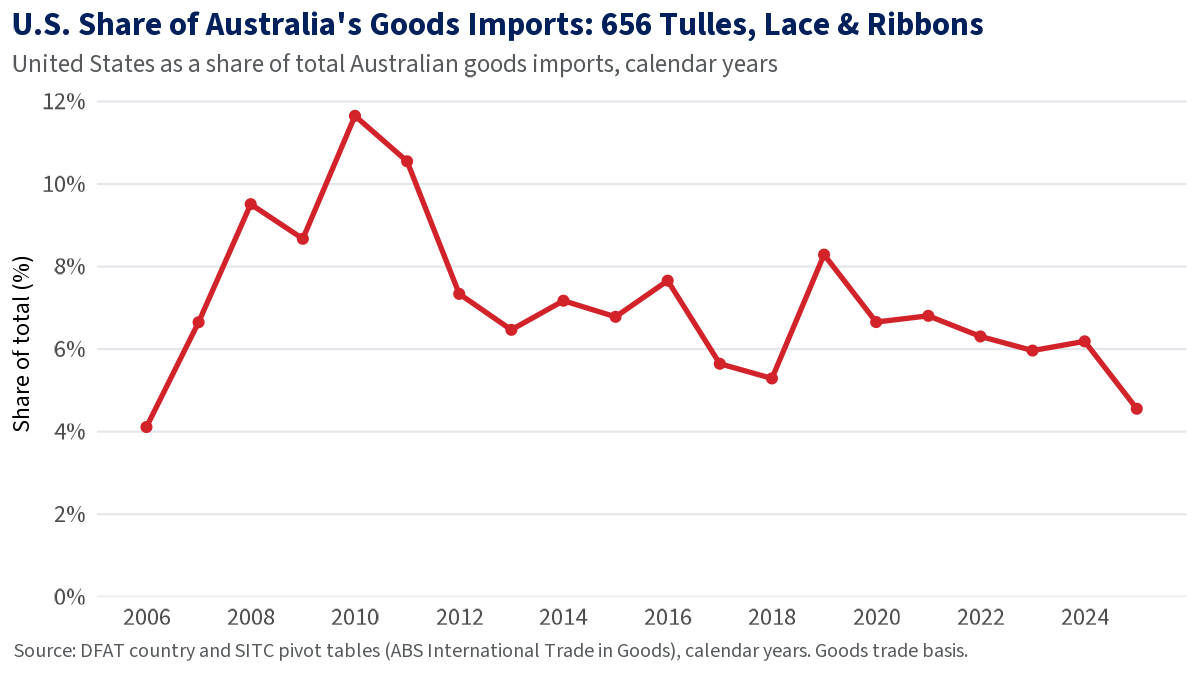 U.S. Share of Australia's Goods Imports: 656 Tulles, Lace & Ribbons
United States as a share of total Australian goods imports, calendar years
12%
10%
8%
6%
4%
2%
0%
Share of total (%)
2006 2008 2010 2012 2014 2016 2018 2020 2022 2024
Source: DFAT country and SITC pivot tables (ABS International Trade in Goods), calendar years. Goods trade basis.